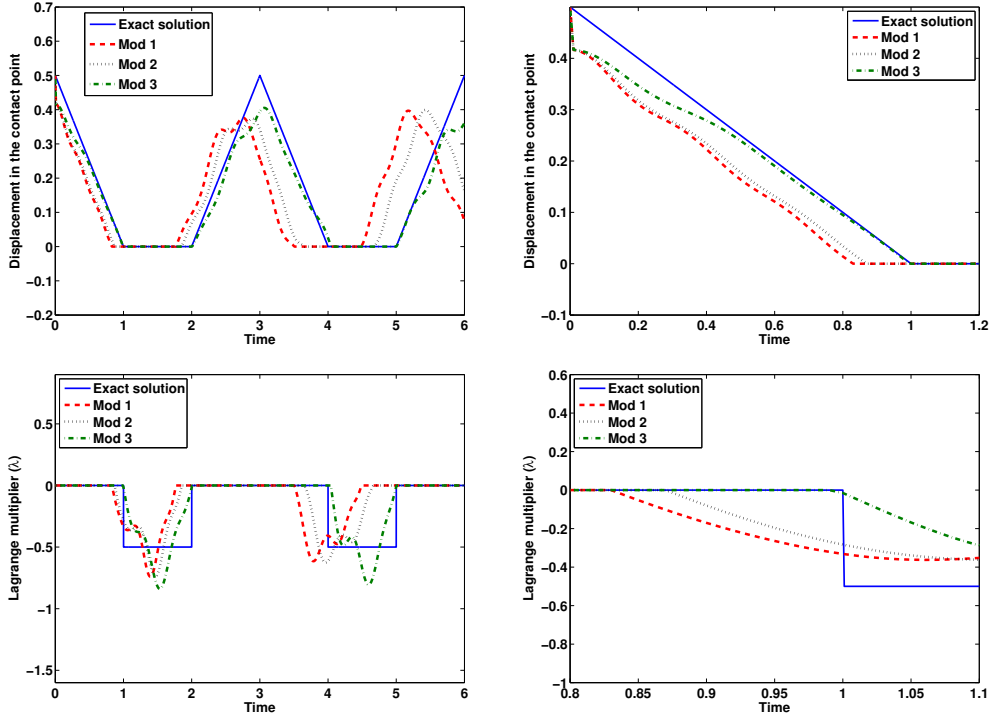 Displacement in the contact point
0.7
0.6
0.5
0.4
0.3
0.2
0.1
0
−0.1
−0.2
0 1 2 3 4 5 6
Time
Exact solution
Mod 1
Mod 2
Mod 3
Displacement in the contact point
0.4
0.3
0.2
0.1
0
−0.1
0 0.2 0.4 0.6 0.8 1 1.2
Time
Exact solution
Mod 1
Mod 2
Mod 3
Lagrange multiplier (λ)
0.5
0
−0.5
−1
−1.5
0 1 2 3 4 5 6
Time
Exact solution
Mod 1
Mod 2
Mod 3
Lagrange multiplier (λ)
0.6
0.4
0.2
0
−0.2
−0.4
−0.6
−0.8
−1
0.8 0.85 0.9 0.95 1 1.05 1.1
Time
Exact solution
Mod 1
Mod 2
Mod 3